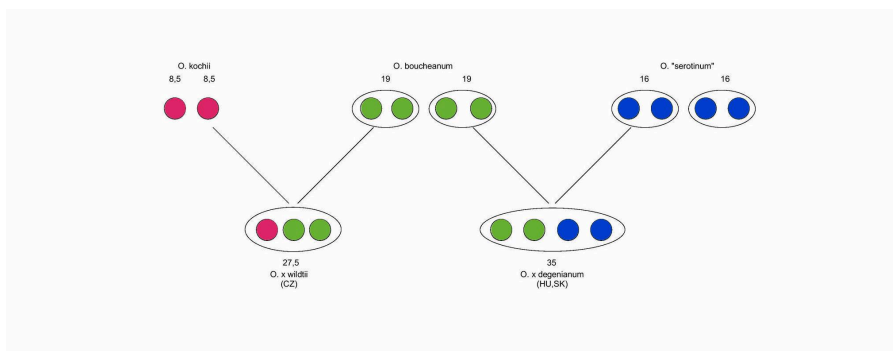 O. kochii
8,5 8,5
O. boucheanum
19 19
O. "serotinum"
16 16
27,5
O. x wildtii
(CZ)
35
O. x degenianum
(HU,SK)